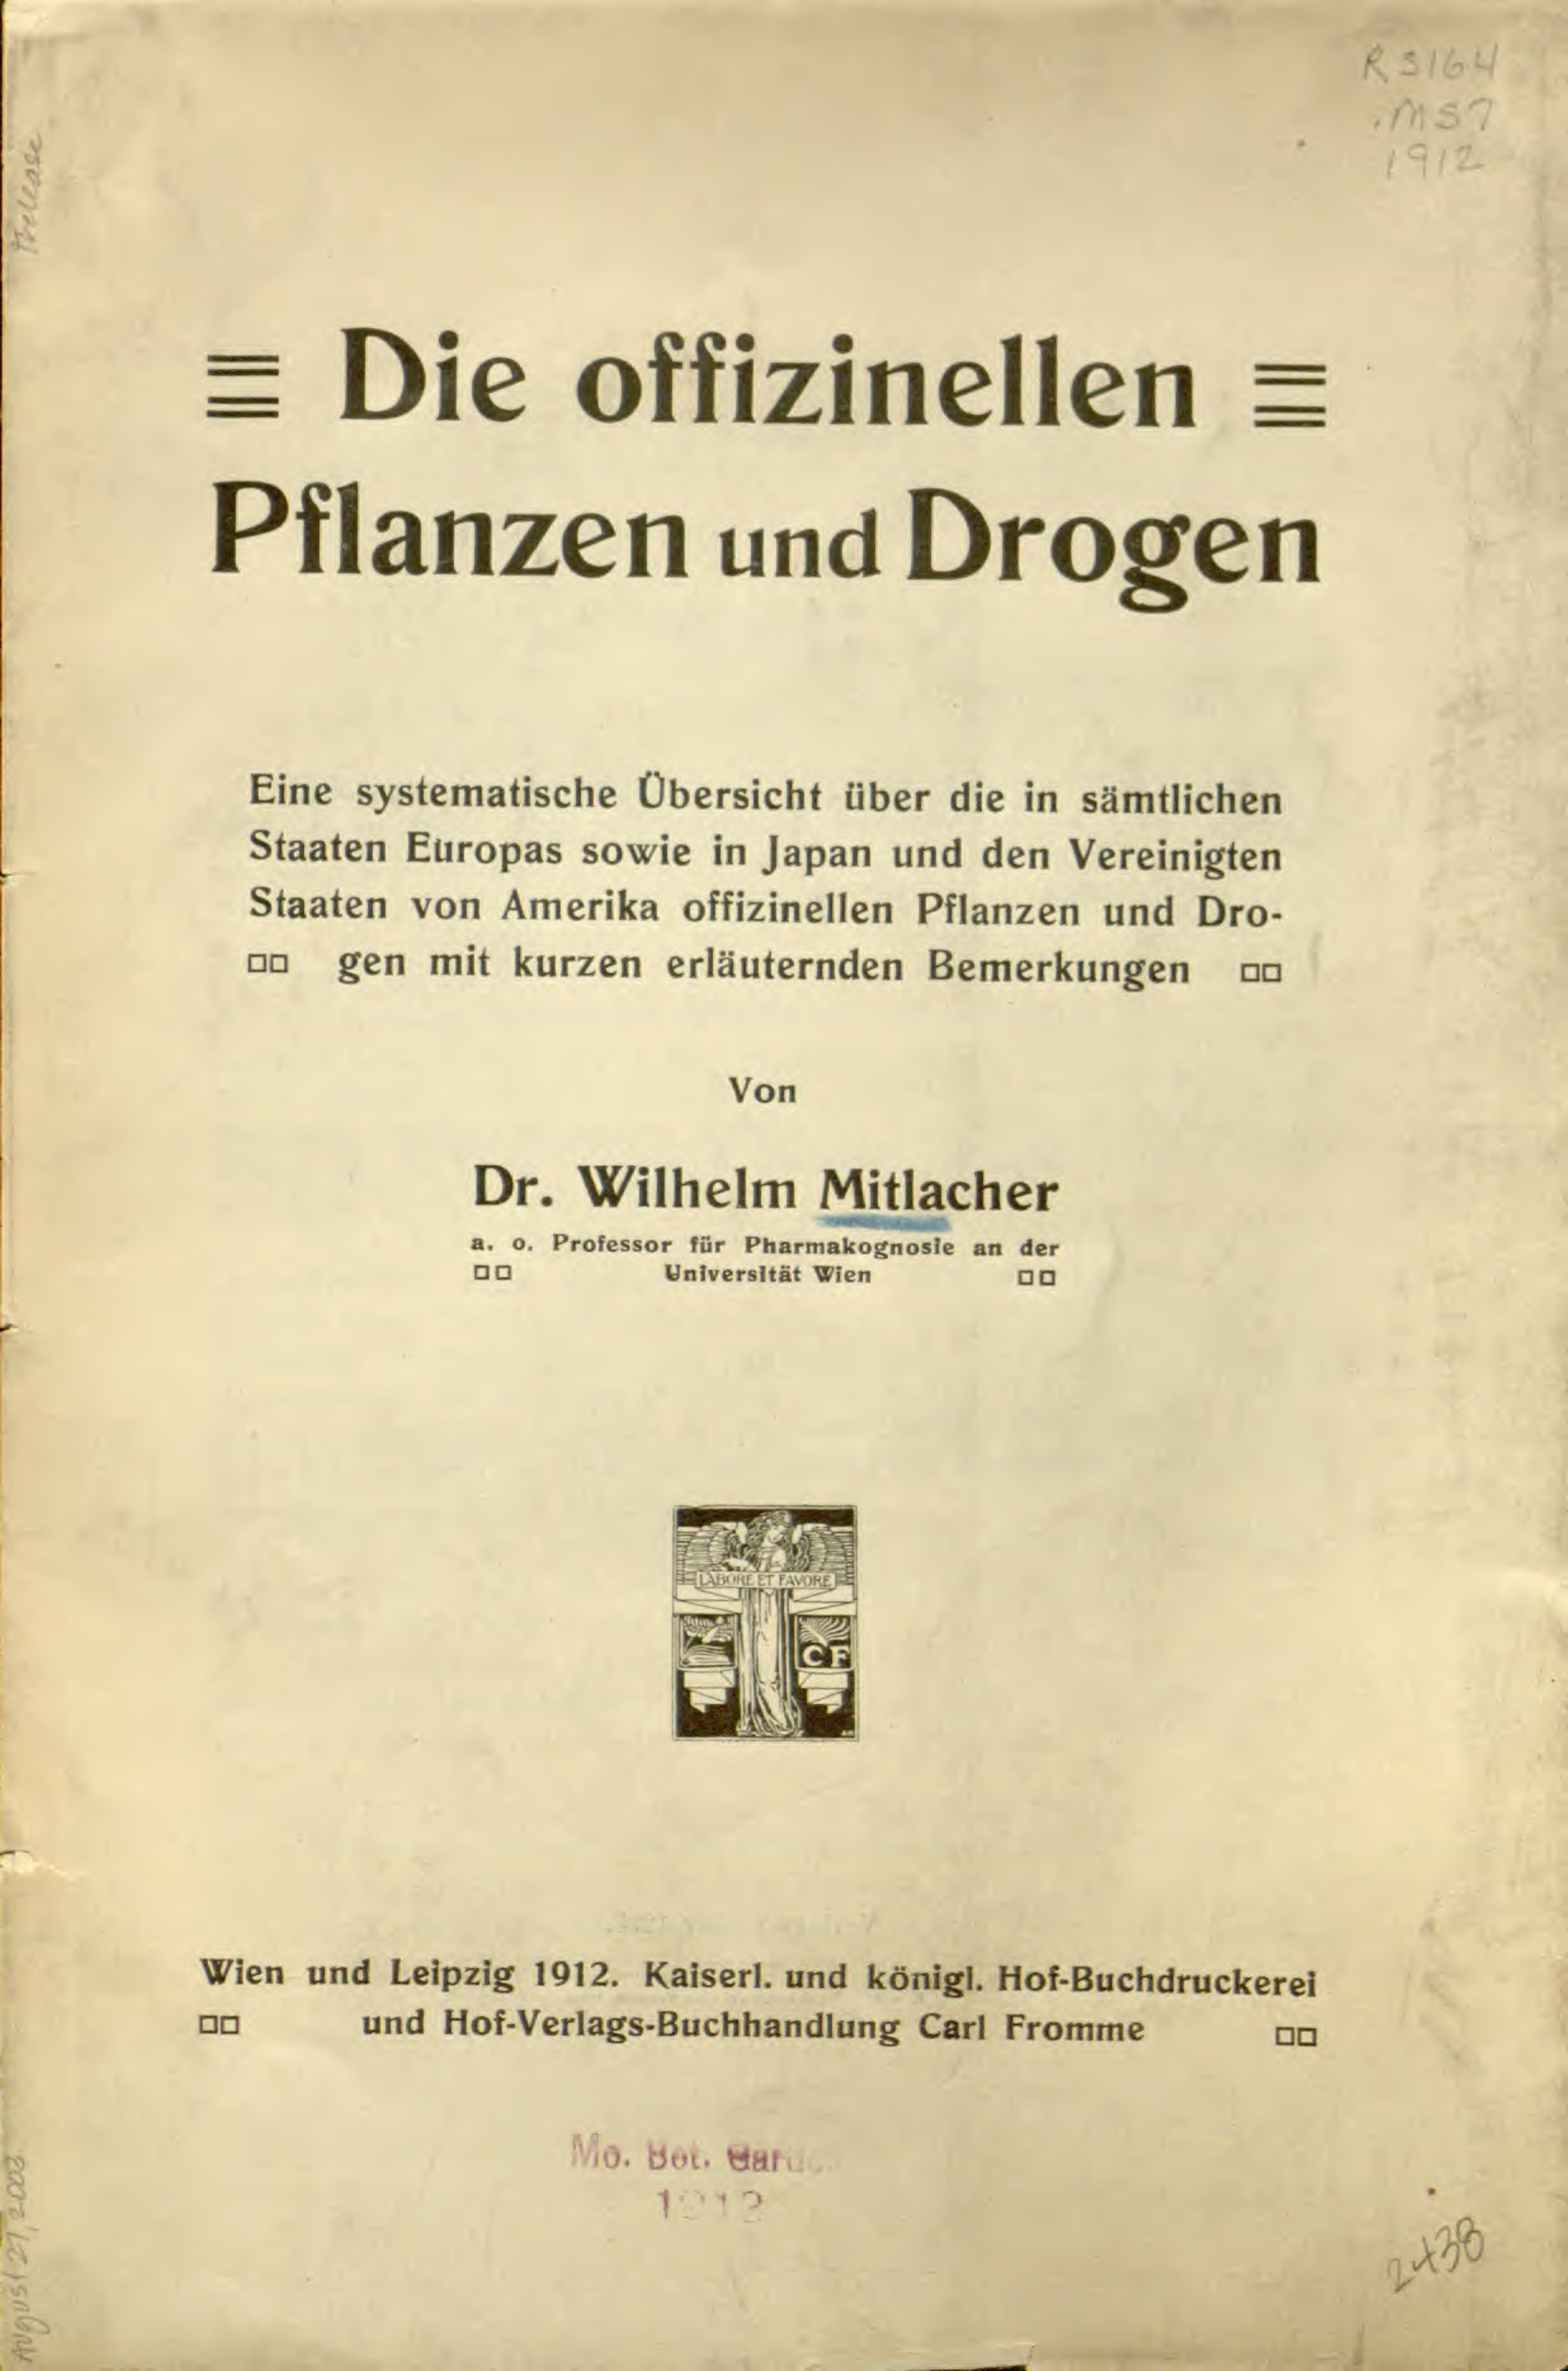 RS164
.M57
1912
Die offizinellen
Pflanzen und Drogen
Eine systematische Übersicht über die in sämtlichen
Staaten Europas sowie in Japan und den Vereinigten
Staaten von Amerika offizinellen Pflanzen und Dro-
gen mit kurzen erläuternden Bemerkungen
Von
Dr. Wilhelm Mitlacher
a. o. Professor für Pharmakognosie an der
Universität Wien
LABORE ET FAVORE
CF
Wien und Leipzig 1912. Kaiserl. und königl. Hof-Buchdruckerei
und Hof-Verlags-Buchhandlung Carl Fromme
Mo. Bot.
2438
August 21, 2002